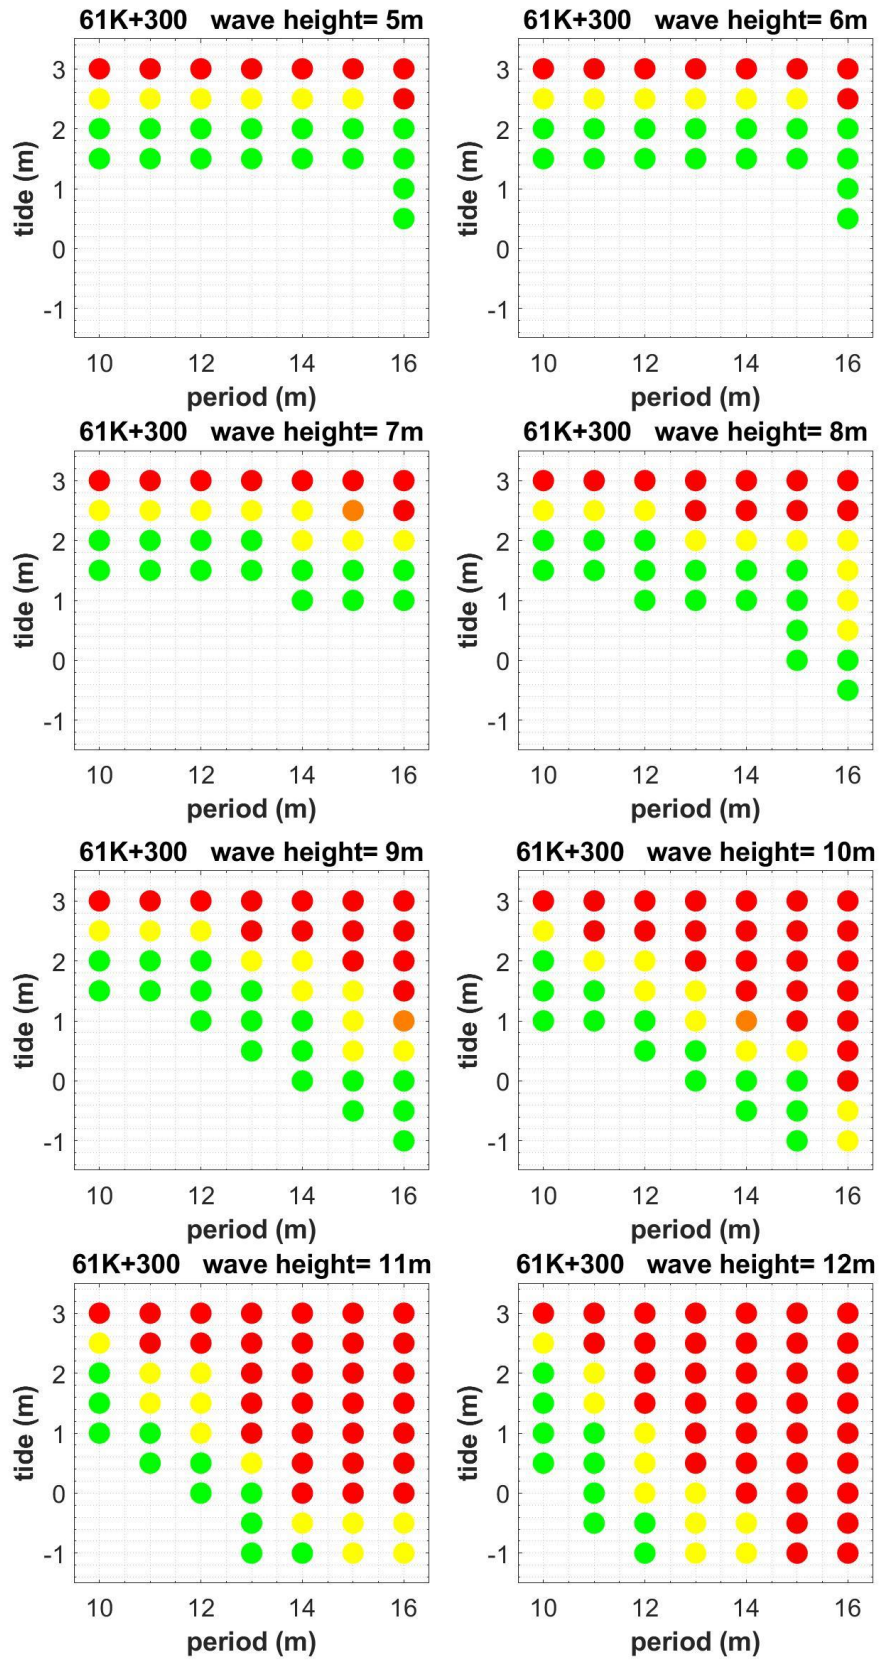 61K+300 wave height= 5m
61K+300 wave height= 6m
3
2
1
0
-1
tide (m)
10 12 14 16
period (m)
3
2
1
0
-1
tide (m)
10 12 14 16
period (m)
61K+300 wave height= 7m
61K+300 wave height= 8m
3
2
1
0
-1
tide (m)
10 12 14 16
period (m)
3
2
1
0
-1
tide (m)
10 12 14 16
period (m)
61K+300 wave height= 9m
61K+300 wave height= 10m
3
2
1
0
-1
tide (m)
10 12 14 16
period (m)
3
2
1
0
-1
tide (m)
10 12 14 16
period (m)
61K+300 wave height= 11m
61K+300 wave height= 12m
3
2
1
0
-1
tide (m)
10 12 14 16
period (m)
3
2
1
0
-1
tide (m)
10 12 14 16
period (m)